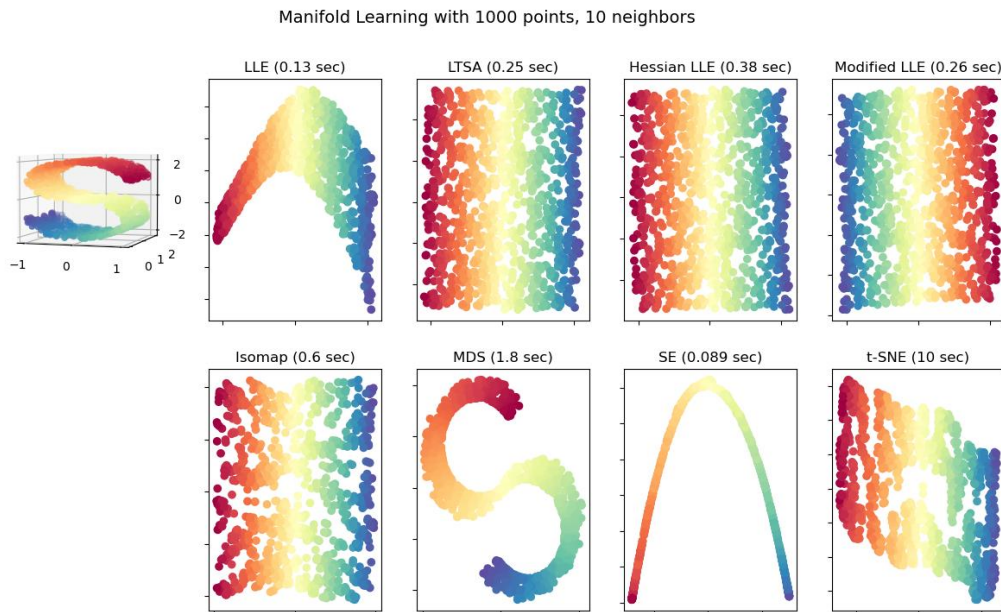 Manifold Learning with 1000 points, 10 neighbors
LLE (0.13 sec)
LTSA (0.25 sec)
Hessian LLE (0.38 sec)
Modified LLE (0.26 sec)
2
0
−2
−1
0
1
0
1
2
Isomap (0.6 sec)
MDS (1.8 sec)
SE (0.089 sec)
t-SNE (10 sec)